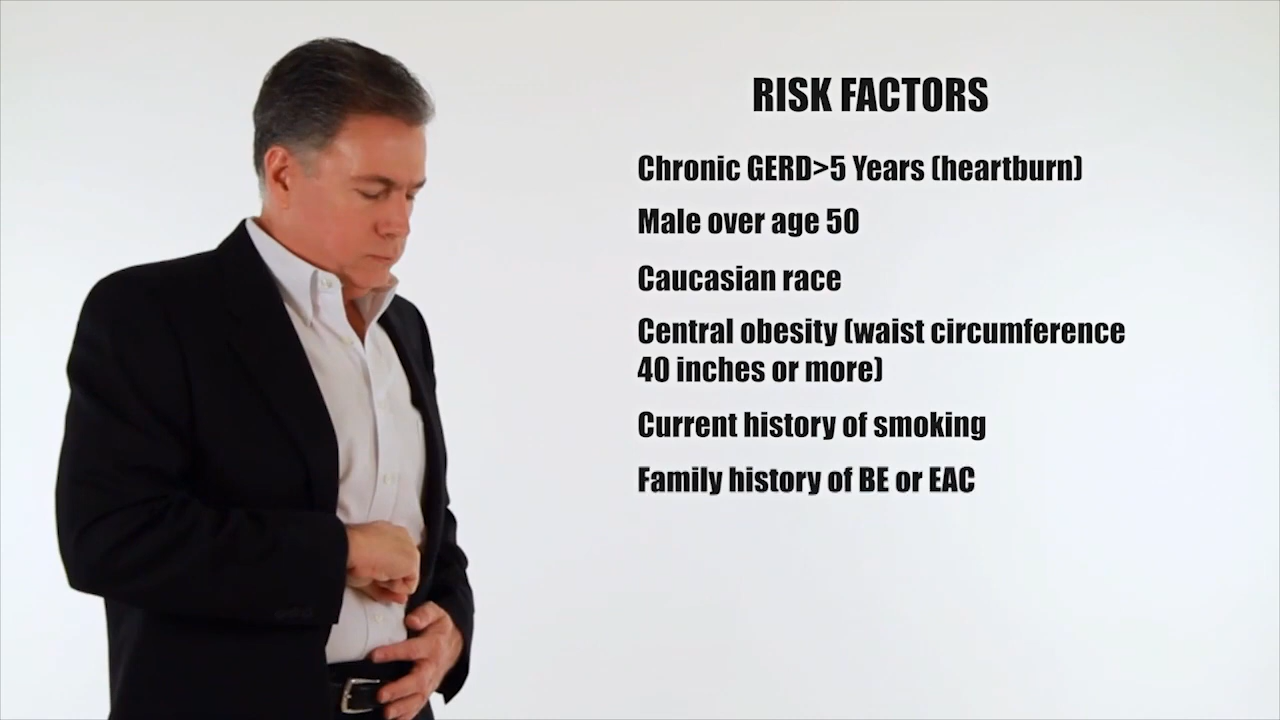 RISK FACTORS
Chronic GERD>5 Years (heartburn)
Male over age 50
Caucasian race
Central obesity (waist circumference
40 inches or more)
Current history of smoking
Family history of BE or EAC